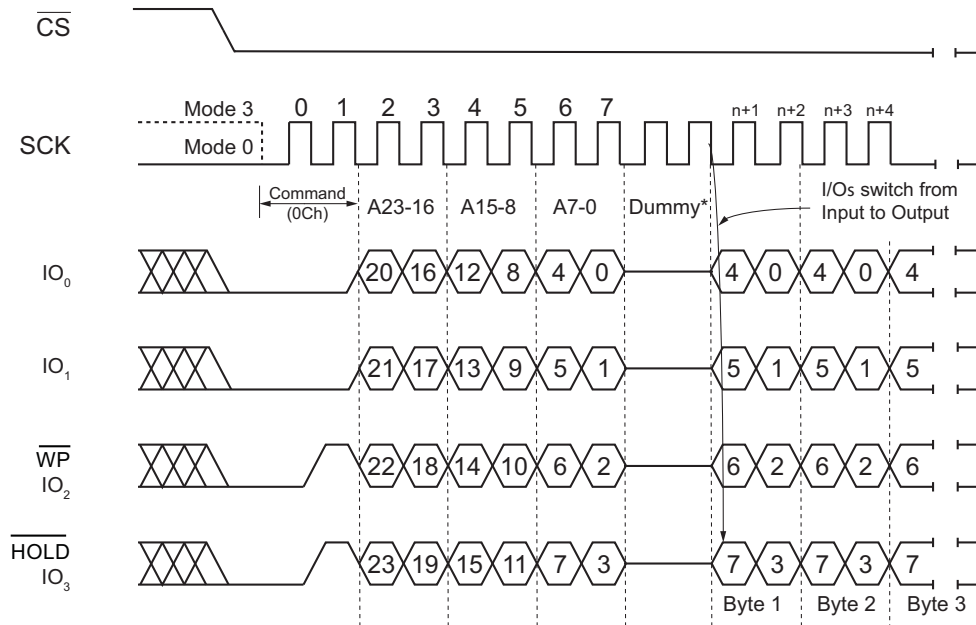 CS
Mode 3 0 1 2 3 4 5 6 7 n+1 n+2 n+3 n+4
SCK Mode 0
Command (0Ch) A23-16 A15-8 A7-0 Dummy*
I/Os switch from
Input to Output
IO0 20 16 12 8 4 0 4 0 4 0 4
IO1 21 17 13 9 5 1 5 1 5 1 5
WP
IO2 22 18 14 10 6 2 6 2 6 2 6
HOLD
IO3 23 19 15 11 7 3 7 3 7 3 7
Byte 1 Byte 2 Byte 3